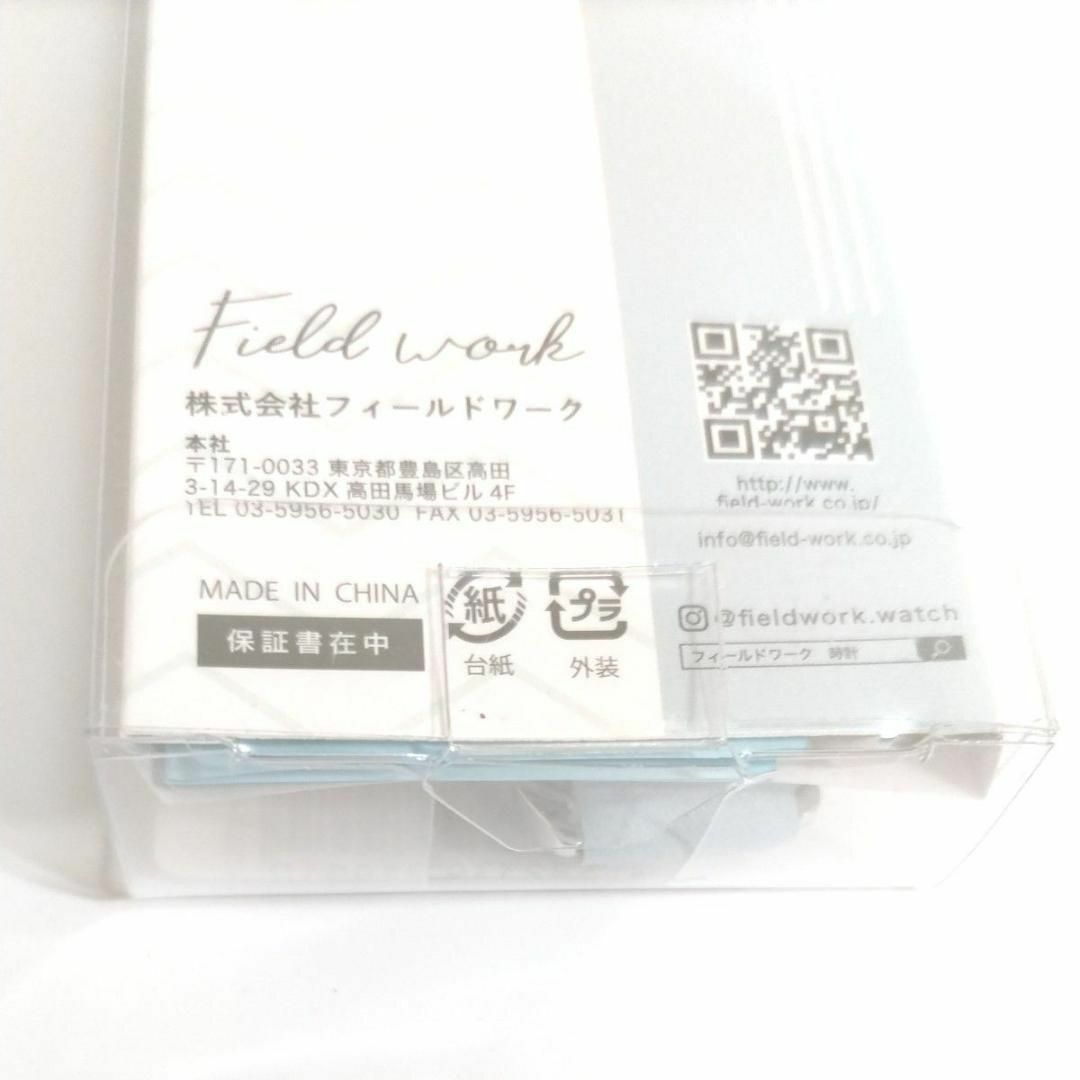 Field work
株式会社フィールドワーク
本社
〒171-0033 東京都豊島区高田
3-14-29 KDX 高田馬場ビル 4F
TEL 03-5956-5030 FAX 03-5956-5031
MADE IN CHINA
保証書在中
紙
台紙
プラ
外装
http://www.
field-work.co.jp/
info@field-work.co.jp
@fieldwork.watch
フィールドワーク 時計